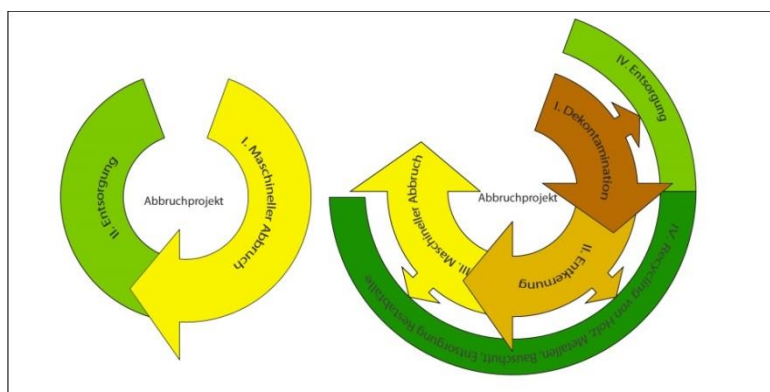 I. Maschineller Abbruch
II. Entsorgung
Abbruchprojekt
I. Dekontamination
II. Entkernung
III. Maschineller Abbruch
Abbruchprojekt
IV. Entsorgung
IV. Recycling von Holz, Metallen, Bauschutt, Entsorgung Restabfälle